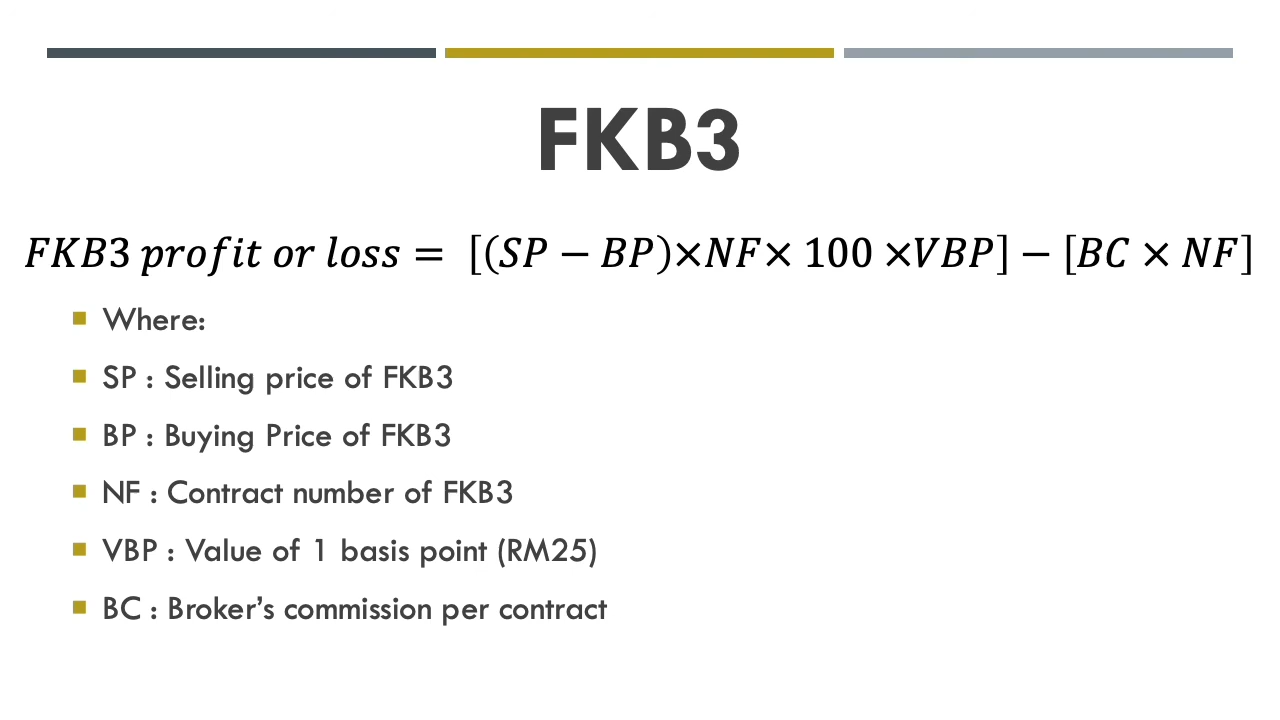 FKB3
FKB3 profit or loss = [(SP − BP)×NF× 100 ×VBP] − [BC × NF]
Where:
SP : Selling price of FKB3
BP : Buying Price of FKB3
NF : Contract number of FKB3
VBP : Value of 1 basis point (RM25)
BC : Broker’s commission per contract